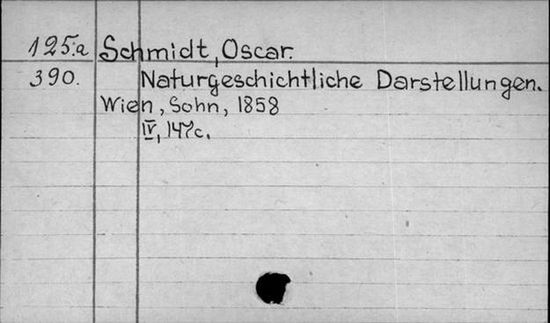 125.a Schmidt, Oscar.
390. Naturgeschichtliche Darstellungen.
Wien, Sohn, 1858
IV, 147c.